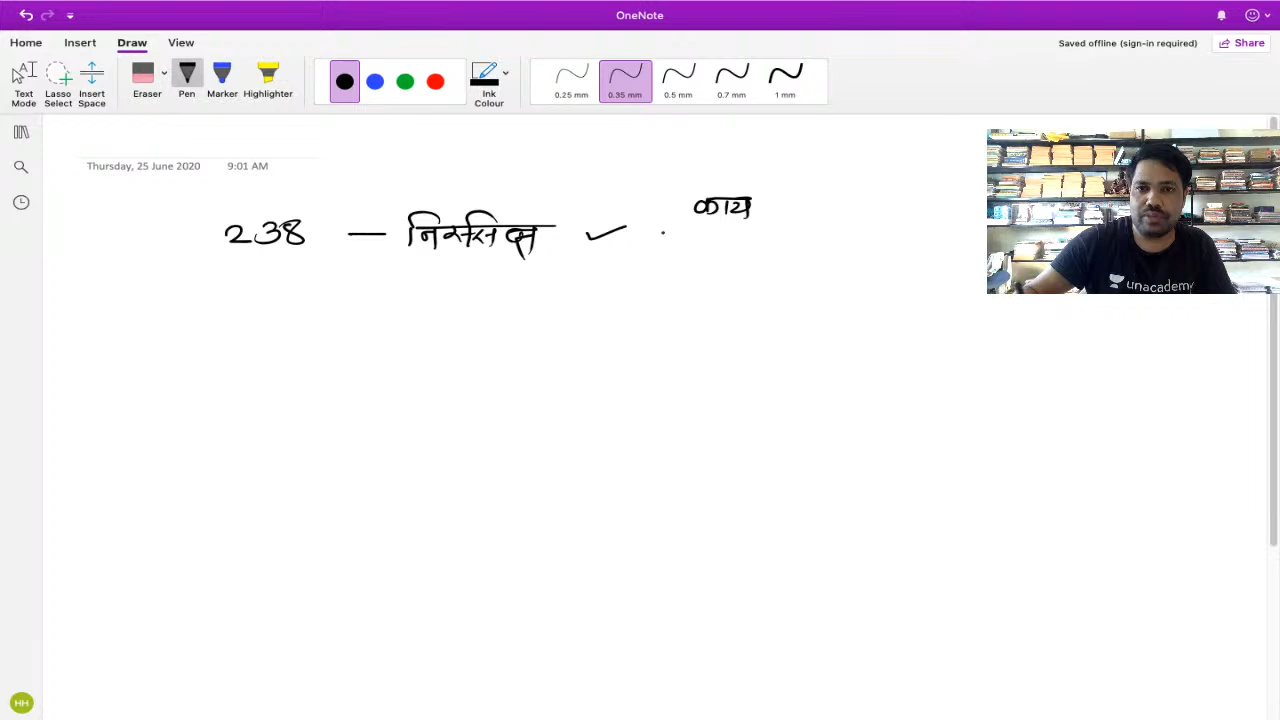 OneNote
Home Insert Draw View
Saved offline (sign-in required) Share
Text Mode
Lasso Select
Insert Space
Eraser
Pen
Marker
Highlighter
Ink Colour
0.25 mm
0.35 mm
0.5 mm
0.7 mm
1 mm
Thursday, 25 June 2020 9:01 AM
काय
238 —
unacademy
HH